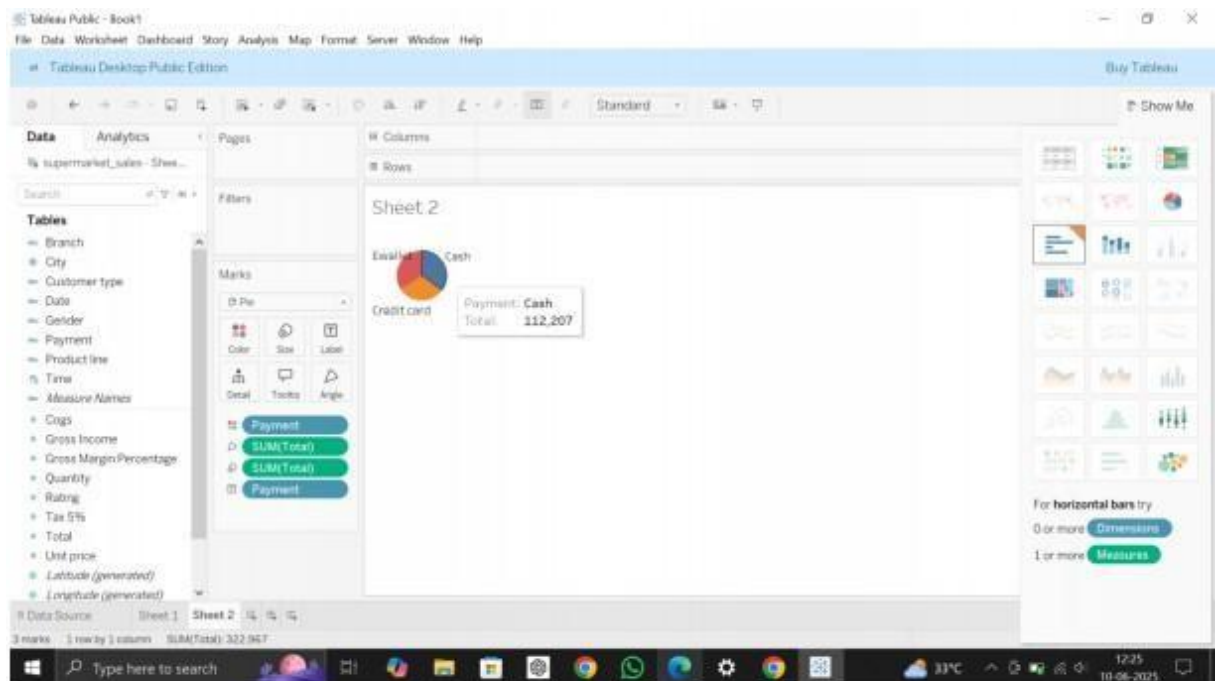 Tableau Public - Book1
File Data Worksheet Dashboard Story Analysis Map Format Server Window Help
Tableau Desktop Public Edition
Buy Tableau
Standard
Show Me
Data Analytics
Pages
Columns
supermarket_sales - Shee...
Rows
Search
Filters
Sheet 2
Tables
Branch
City
Customer type
Date
Gender
Payment
Product line
Time
Measure Names
Cogs
Gross Income
Gross Margin Percentage
Quantity
Rating
Tax 5%
Total
Unit price
Latitude (generated)
Longitude (generated)
Marks
Pie
Color Size Label
Detail Tooltip Angle
Payment
SUM(Total)
SUM(Total)
Payment
Ewallet Cash
Credit card
Payment: Cash
Total: 112,207
For horizontal bars try
0 or more Dimensions
1 or more Measures
Data Source Sheet 1 Sheet 2
3 marks 1 row by 1 column SUM(Total): 322,967
Type here to search
33°C
12:25
10-06-2025